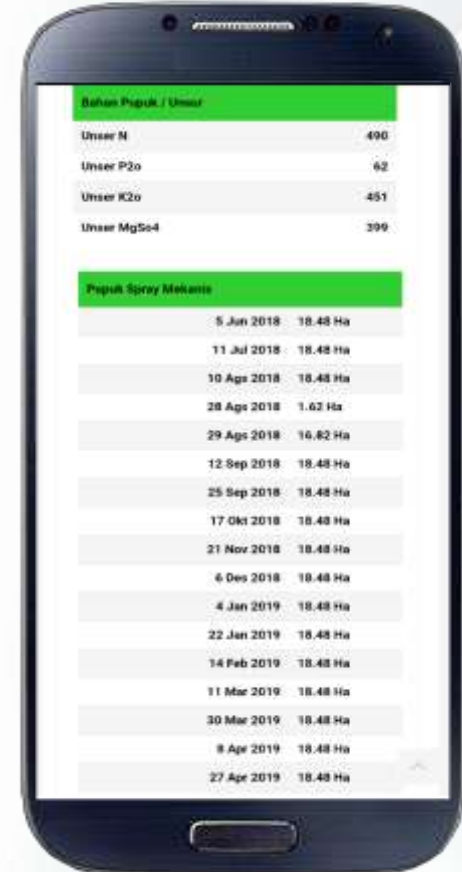 Bahan Pupuk / Unsur
Unser N 490
Unser P2o 62
Unser K2o 451
Unser MgSo4 399
Pupuk Spray Mekanis
5 Jun 2018 18.48 Ha
11 Jul 2018 18.48 Ha
10 Ags 2018 18.48 Ha
28 Ags 2018 1.62 Ha
29 Ags 2018 16.82 Ha
12 Sep 2018 18.48 Ha
25 Sep 2018 18.48 Ha
17 Okt 2018 18.48 Ha
21 Nov 2018 18.48 Ha
6 Des 2018 18.48 Ha
4 Jan 2019 18.48 Ha
22 Jan 2019 18.48 Ha
14 Feb 2019 18.48 Ha
11 Mar 2019 18.48 Ha
30 Mar 2019 18.48 Ha
8 Apr 2019 18.48 Ha
27 Apr 2019 18.48 Ha